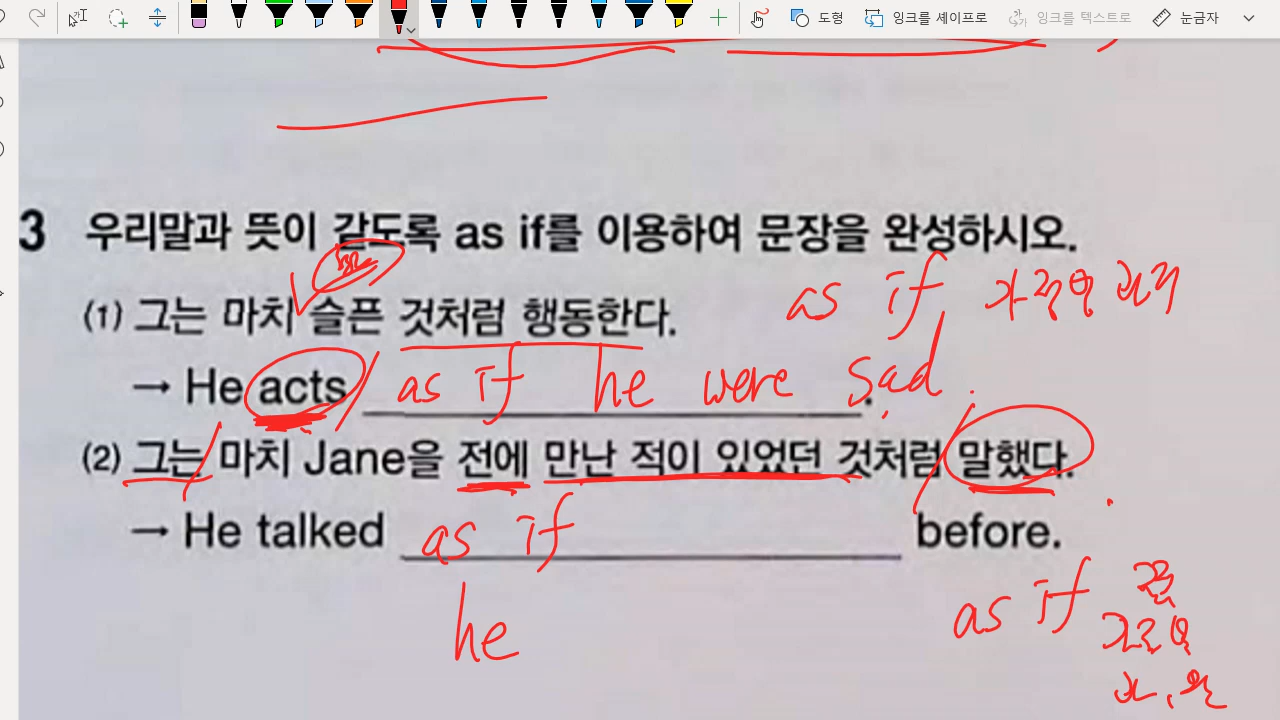 잉크를 셰이프로
도형
잉크를 텍스트로
눈금자
3 우리말과 뜻이 같도록 as if를 이용하여 문장을 완성하시오.
(1) 그는 마치 슬픈 것처럼 행동한다.
as if 가정법 과거
→ He acts as if he were sad.
(2) 그는 마치 Jane을 전에 만난 적이 있었던 것처럼 말했다.
→ He talked as if before.
he
as if